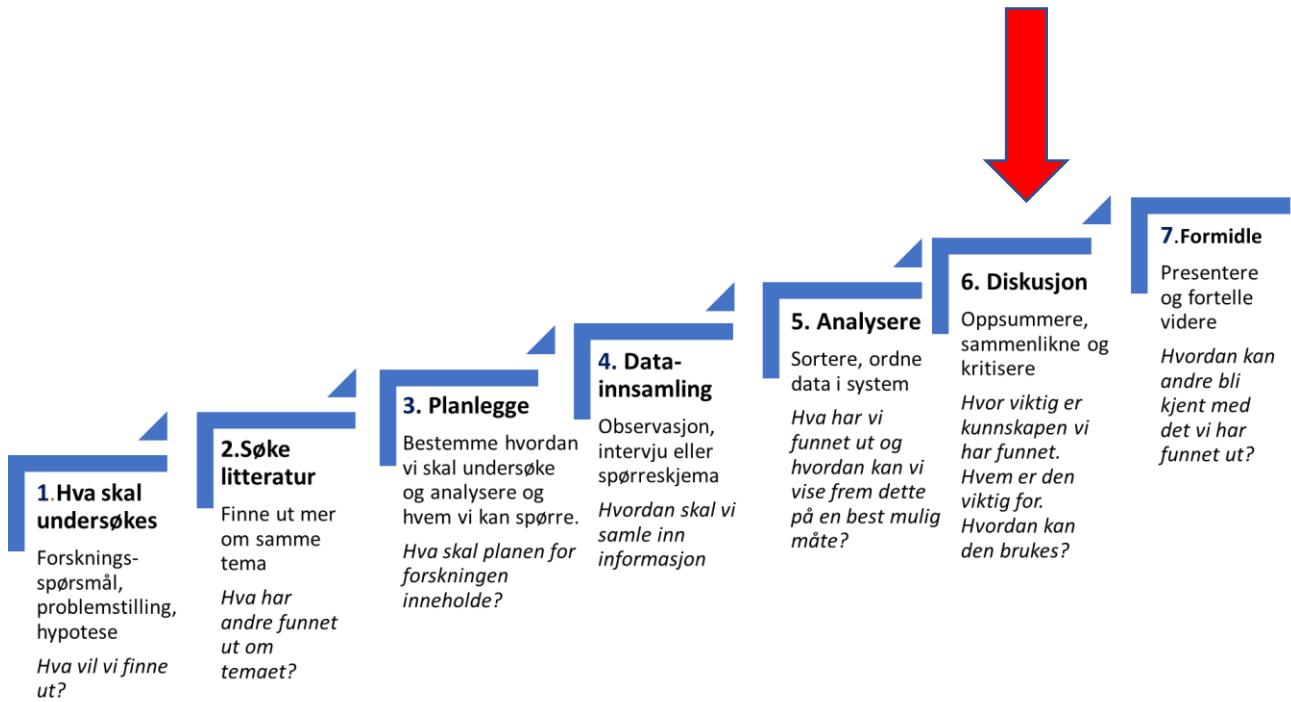 1.Hva skal
undersøkes
Forsknings-
spørsmål,
problemstilling,
hypotese
Hva vil vi finne
ut?
2.Søke
litteratur
Finne ut mer
om samme
tema
Hva har
andre funnet
ut om
temaet?
3. Planlegge
Bestemme hvordan
vi skal undersøke
og analysere og
hvem vi kan spørre.
Hva skal planen for
forskningen
inneholde?
4. Data-
innsamling
Observasjon,
intervju eller
spørreskjema
Hvordan skal vi
samle inn
informasjon
5. Analysere
Sortere, ordne
data i system
Hva har vi
funnet ut og
hvordan kan vi
vise frem dette
på en best mulig
måte?
6. Diskusjon
Oppsummere,
sammenlikne og
kritisere
Hvor viktig er
kunnskapen vi
har funnet.
Hvem er den
viktig for.
Hvordan kan
den brukes?
7.Formidle
Presentere
og fortelle
videre
Hvordan kan
andre bli
kjent med
det vi har
funnet ut?